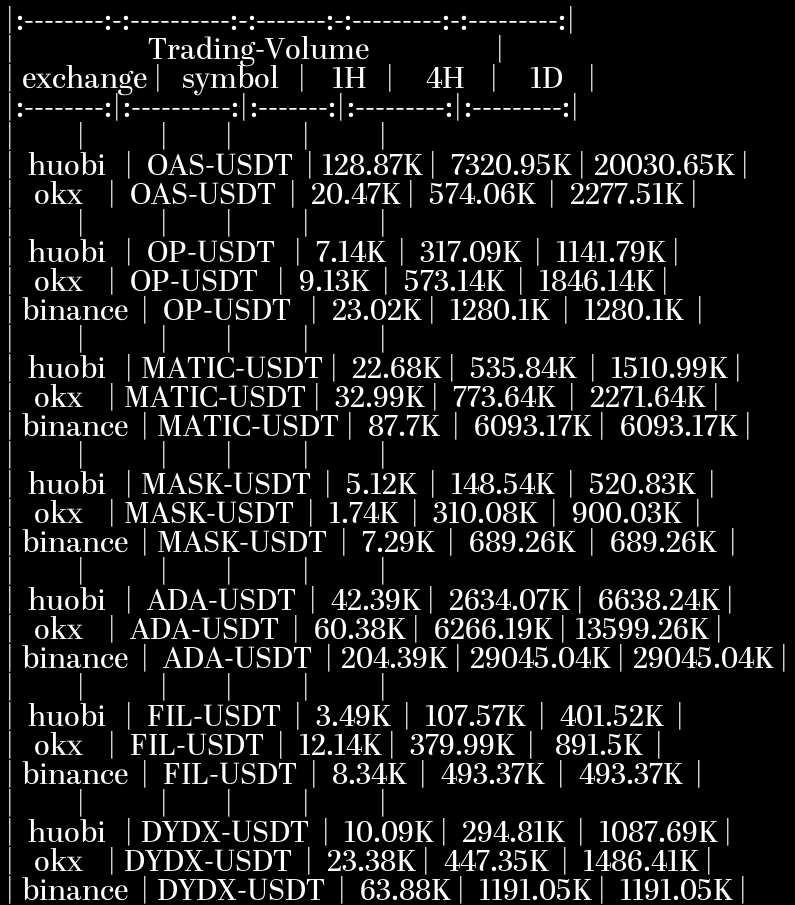 |:--------:-:----------:-:-------:-:---------:-:---------:|
| Trading-Volume |
| exchange | symbol | 1H | 4H | 1D |
|:--------:|:----------:|:-------:|:---------:|:---------:|
| | | | | |
| huobi | OAS-USDT | 128.87K | 7320.95K | 20030.65K |
| okx | OAS-USDT | 20.47K | 574.06K | 2277.51K |
| | | | | |
| huobi | OP-USDT | 7.14K | 317.09K | 1141.79K |
| okx | OP-USDT | 9.13K | 573.14K | 1846.14K |
| binance | OP-USDT | 23.02K | 1280.1K | 1280.1K |
| | | | | |
| huobi | MATIC-USDT | 22.68K | 535.84K | 1510.99K |
| okx | MATIC-USDT | 32.99K | 773.64K | 2271.64K |
| binance | MATIC-USDT | 87.7K | 6093.17K | 6093.17K |
| | | | | |
| huobi | MASK-USDT | 5.12K | 148.54K | 520.83K |
| okx | MASK-USDT | 1.74K | 310.08K | 900.03K |
| binance | MASK-USDT | 7.29K | 689.26K | 689.26K |
| | | | | |
| huobi | ADA-USDT | 42.39K | 2634.07K | 6638.24K |
| okx | ADA-USDT | 60.38K | 6266.19K | 13599.26K |
| binance | ADA-USDT | 204.39K | 29045.04K | 29045.04K |
| | | | | |
| huobi | FIL-USDT | 3.49K | 107.57K | 401.52K |
| okx | FIL-USDT | 12.14K | 379.99K | 891.5K |
| binance | FIL-USDT | 8.34K | 493.37K | 493.37K |
| | | | | |
| huobi | DYDX-USDT | 10.09K | 294.81K | 1087.69K |
| okx | DYDX-USDT | 23.38K | 447.35K | 1486.41K |
| binance | DYDX-USDT | 63.88K | 1191.05K | 1191.05K |